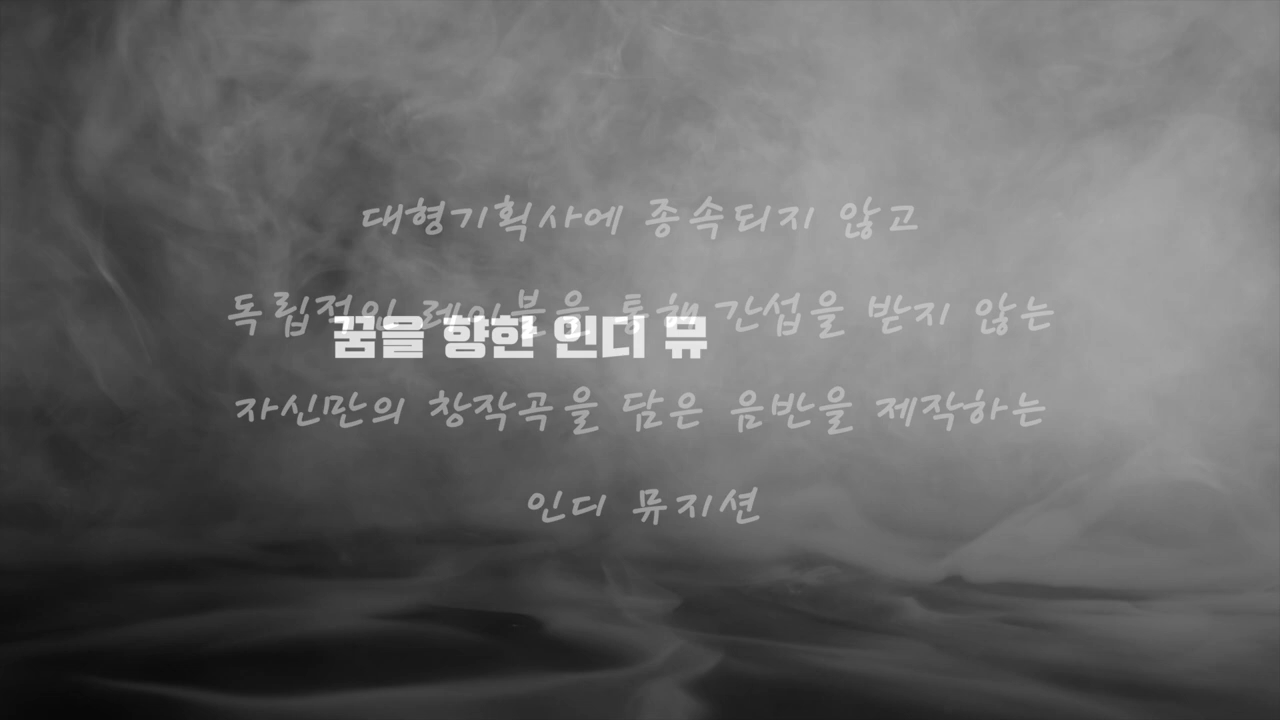 대형기획사에 종속되지 않고
독립적인 레이블을 통해 간섭을 받지 않는
꿈을 향한 인디 뮤
자신만의 창작곡을 담은 음반을 제작하는
인디 뮤지션